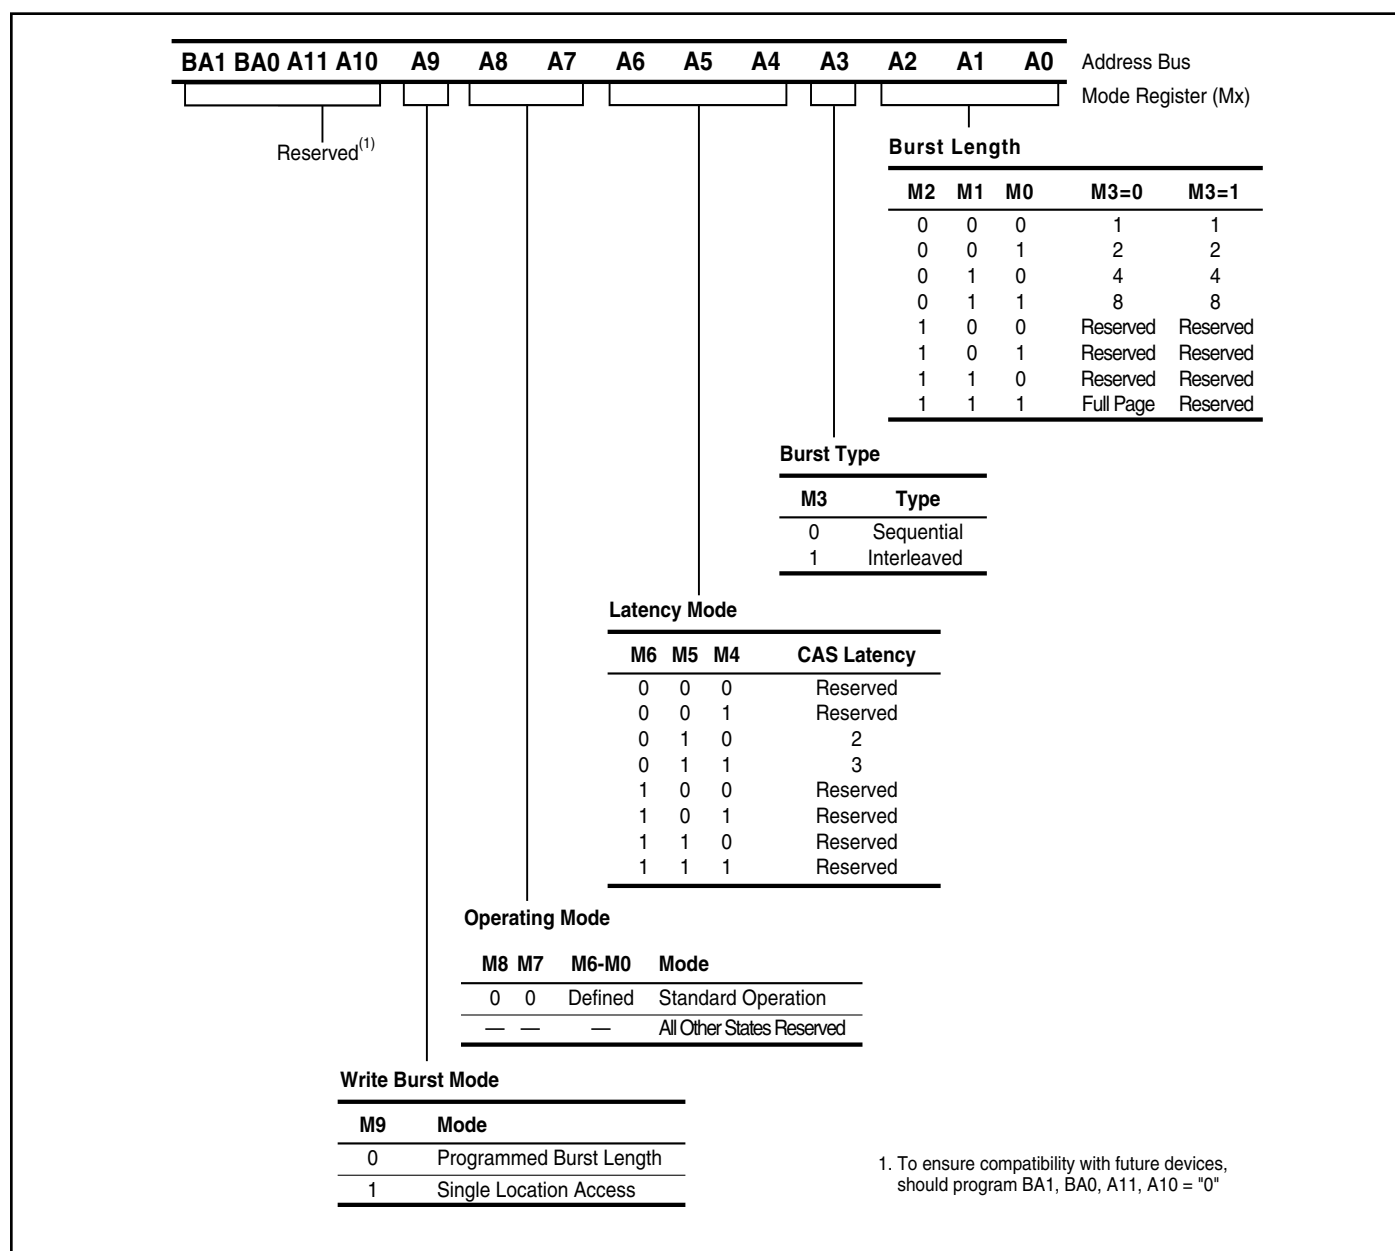 BA1 BA0 A11 A10 A9 A8 A7 A6 A5 A4 A3 A2 A1 A0 Address Bus
Mode Register (Mx)
Reserved(1)
Burst Length
M2 M1 M0 M3=0 M3=1
0 0 0 1 1
0 0 1 2 2
0 1 0 4 4
0 1 1 8 8
1 0 0 Reserved Reserved
1 0 1 Reserved Reserved
1 1 0 Reserved Reserved
1 1 1 Full Page Reserved
Burst Type
M3 Type
0 Sequential
1 Interleaved
Latency Mode
M6 M5 M4 CAS Latency
0 0 0 Reserved
0 0 1 Reserved
0 1 0 2
0 1 1 3
1 0 0 Reserved
1 0 1 Reserved
1 1 0 Reserved
1 1 1 Reserved
Operating Mode
M8 M7 M6-M0 Mode
0 0 Defined Standard Operation
— — — All Other States Reserved
Write Burst Mode
M9 Mode
0 Programmed Burst Length
1 Single Location Access
1. To ensure compatibility with future devices,
should program BA1, BA0, A11, A10 = "0"